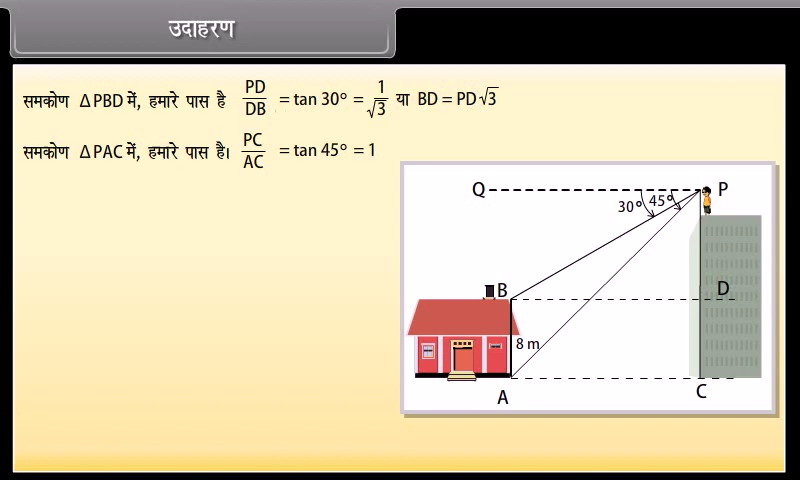 उदाहरण
समकोण ΔPBD में, हमारे पास है PD/DB = tan 30° = 1/√3 या BD = PD√3
समकोण ΔPAC में, हमारे पास है। PC/AC = tan 45° = 1
Q P
30° 45°
B D
8 m
A C